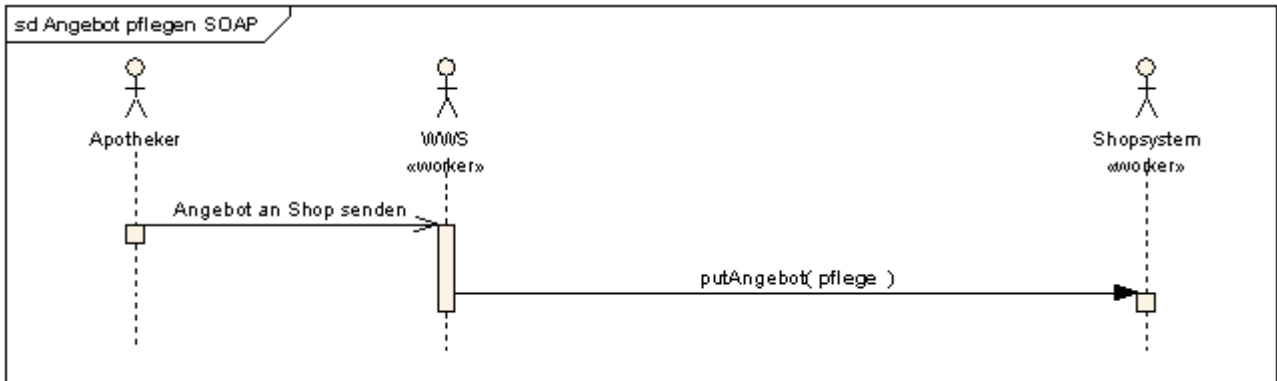 sd Angebot pflegen SOAP
Apotheker
WWS
«worker»
Shopsystem
«worker»
Angebot an Shop senden
putAngebot( pflege )